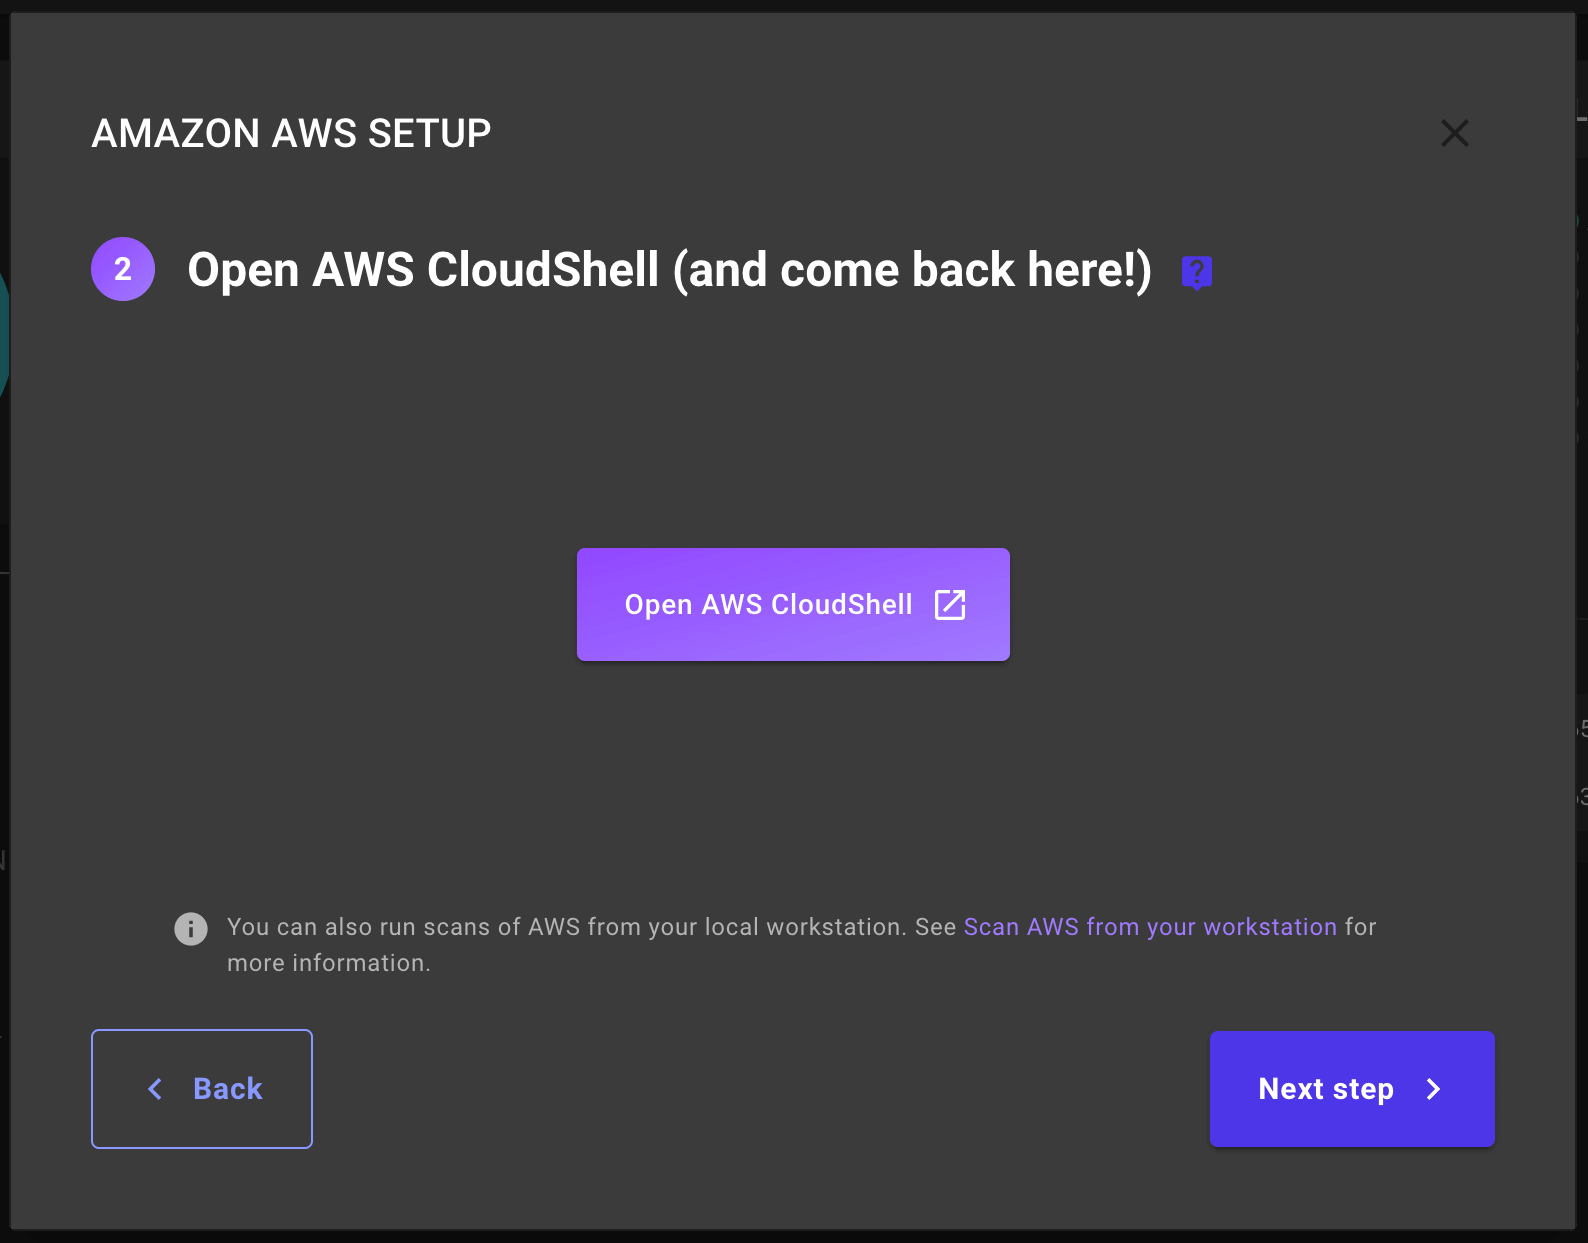 AMAZON AWS SETUP
2 Open AWS CloudShell (and come back here!)
Open AWS CloudShell
You can also run scans of AWS from your local workstation. See Scan AWS from your workstation for
more information.
Back
Next step